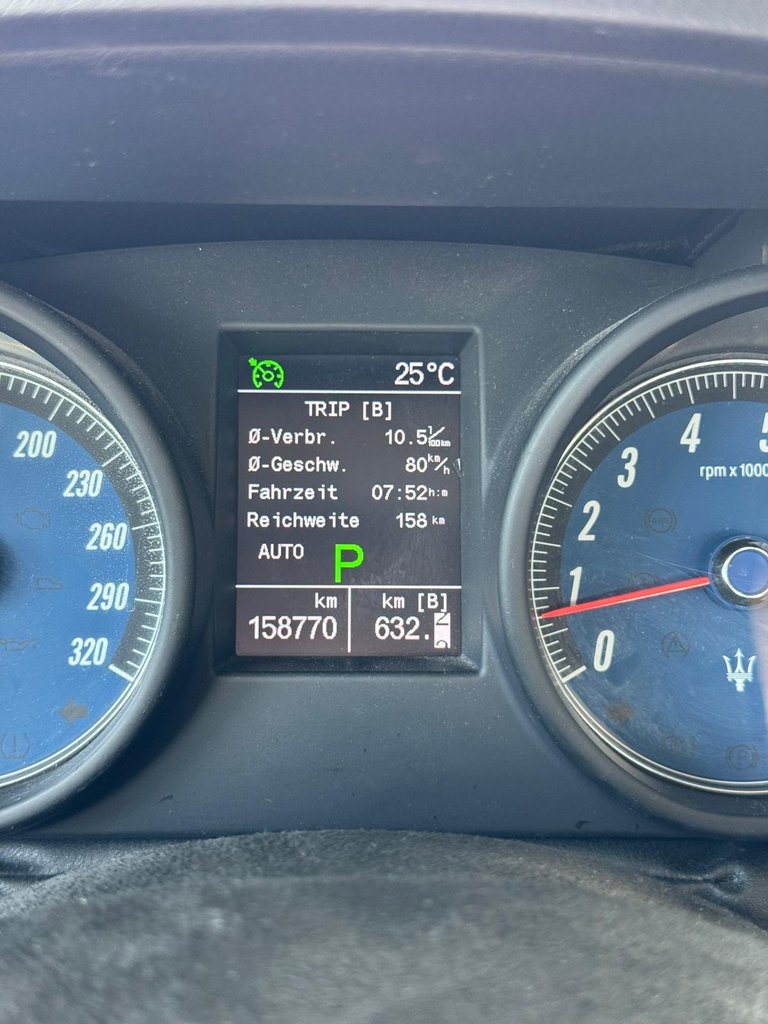 25°C
TRIP [B]
Ø-Verbr. 10.5 l/100km
Ø-Geschw. 80 km/h
Fahrzeit 07:52 h:m
Reichweite 158 km
AUTO P
km km [B]
158770 632.
200
230
260
290
320
5
4
3
2
1
0
rpm x 1000